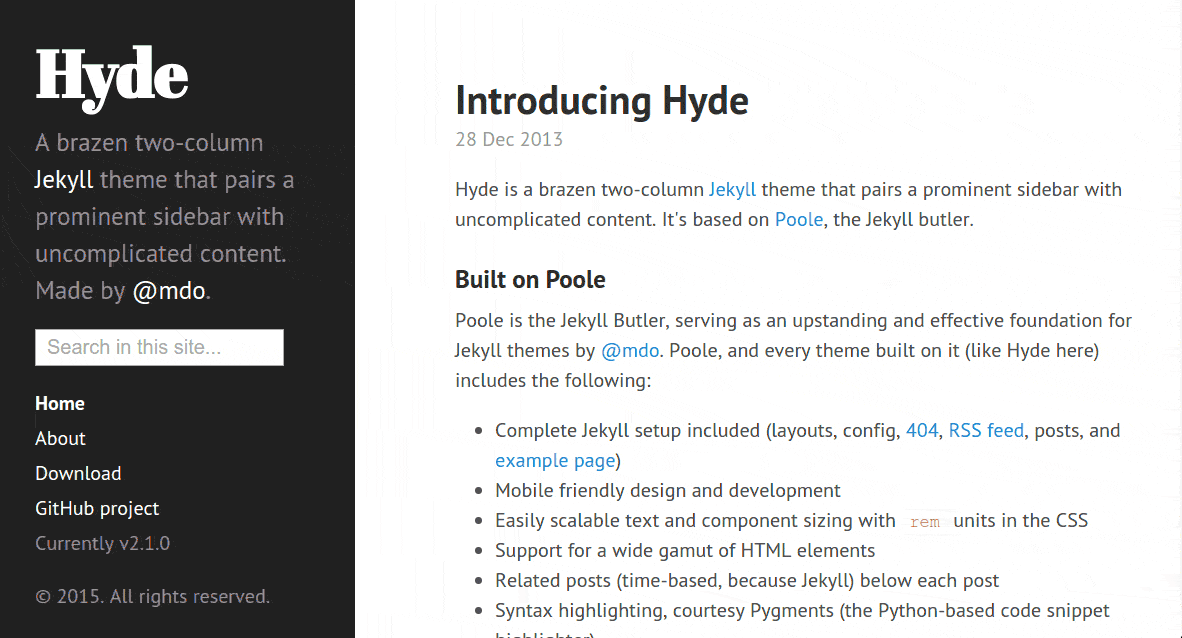 Hyde
A brazen two-column
Jekyll theme that pairs a
prominent sidebar with
uncomplicated content.
Made by @mdo.
Search in this site...
Home
About
Download
GitHub project
Currently v2.1.0
© 2015. All rights reserved.
Introducing Hyde
28 Dec 2013
Hyde is a brazen two-column Jekyll theme that pairs a prominent sidebar with
uncomplicated content. It's based on Poole, the Jekyll butler.
Built on Poole
Poole is the Jekyll Butler, serving as an upstanding and effective foundation for
Jekyll themes by @mdo. Poole, and every theme built on it (like Hyde here)
includes the following:
• Complete Jekyll setup included (layouts, config, 404, RSS feed, posts, and
example page)
• Mobile friendly design and development
• Easily scalable text and component sizing with rem units in the CSS
• Support for a wide gamut of HTML elements
• Related posts (time-based, because Jekyll) below each post
• Syntax highlighting, courtesy Pygments (the Python-based code snippet
highlighter)